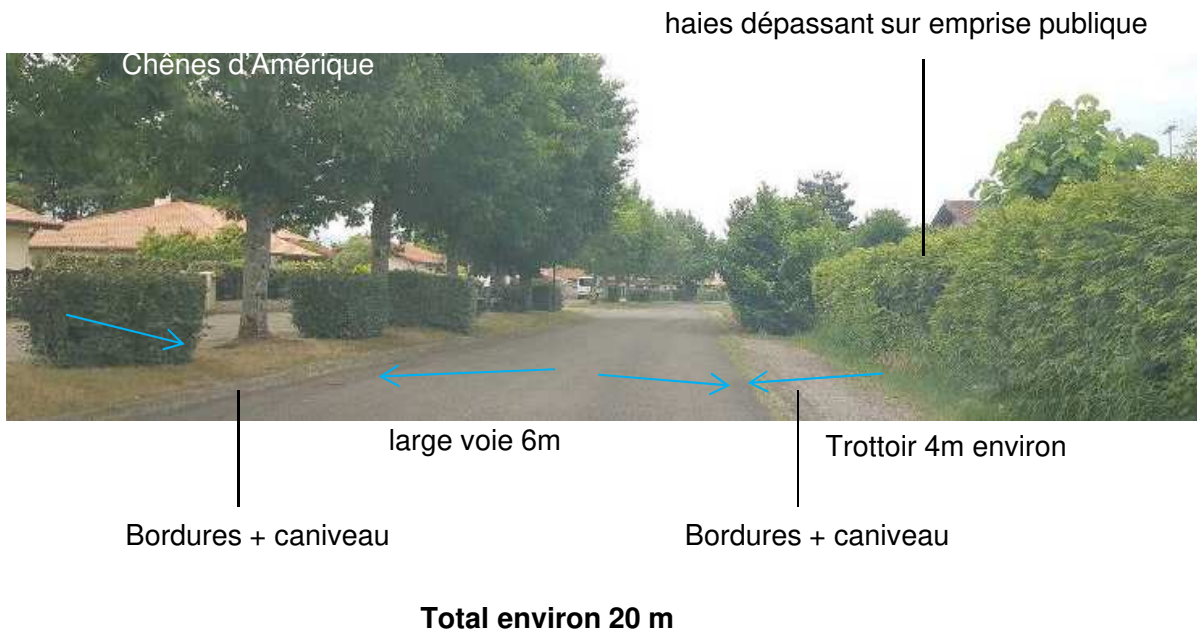 haies dépassant sur emprise publique
Chênes d'Amérique
large voie 6m
Trottoir 4m environ
Bordures + caniveau
Bordures + caniveau
Total environ 20 m